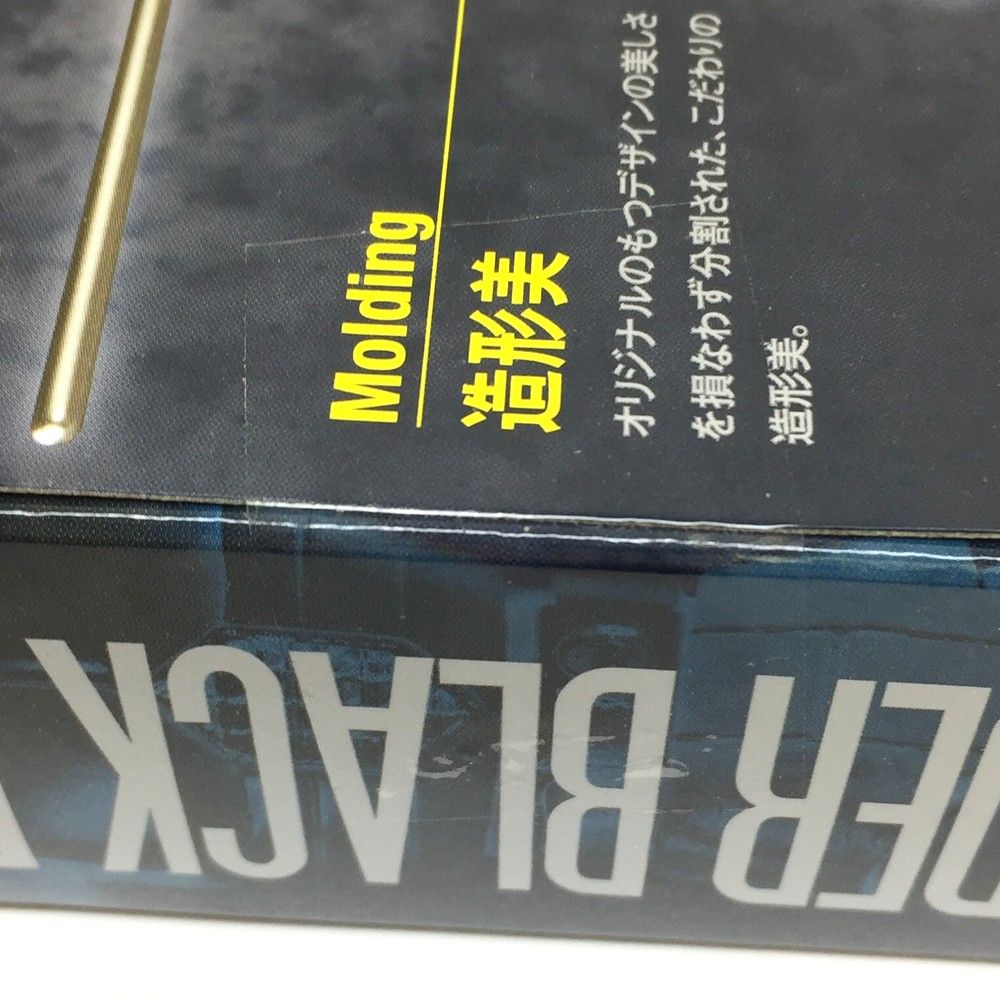 Molding
造形美
オリジナルのもつデザインの美しさ
を損なわず分割された、こだわりの
造形美。
DER BLACK